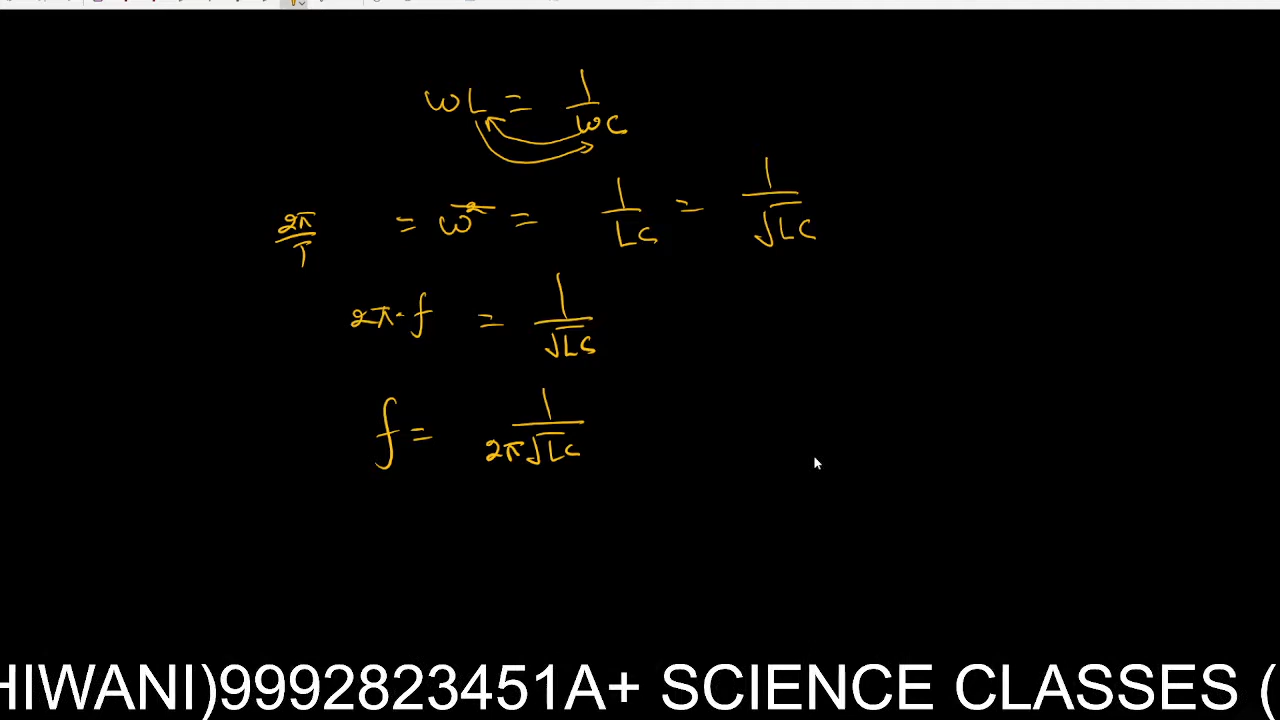 ωL = 1/ωC
2π/T = ω² = 1/LC = 1/√LC
2π·f = 1/√LC
f = 1/2π√LC
HIWANI)9992823451A+ SCIENCE CLASSES (